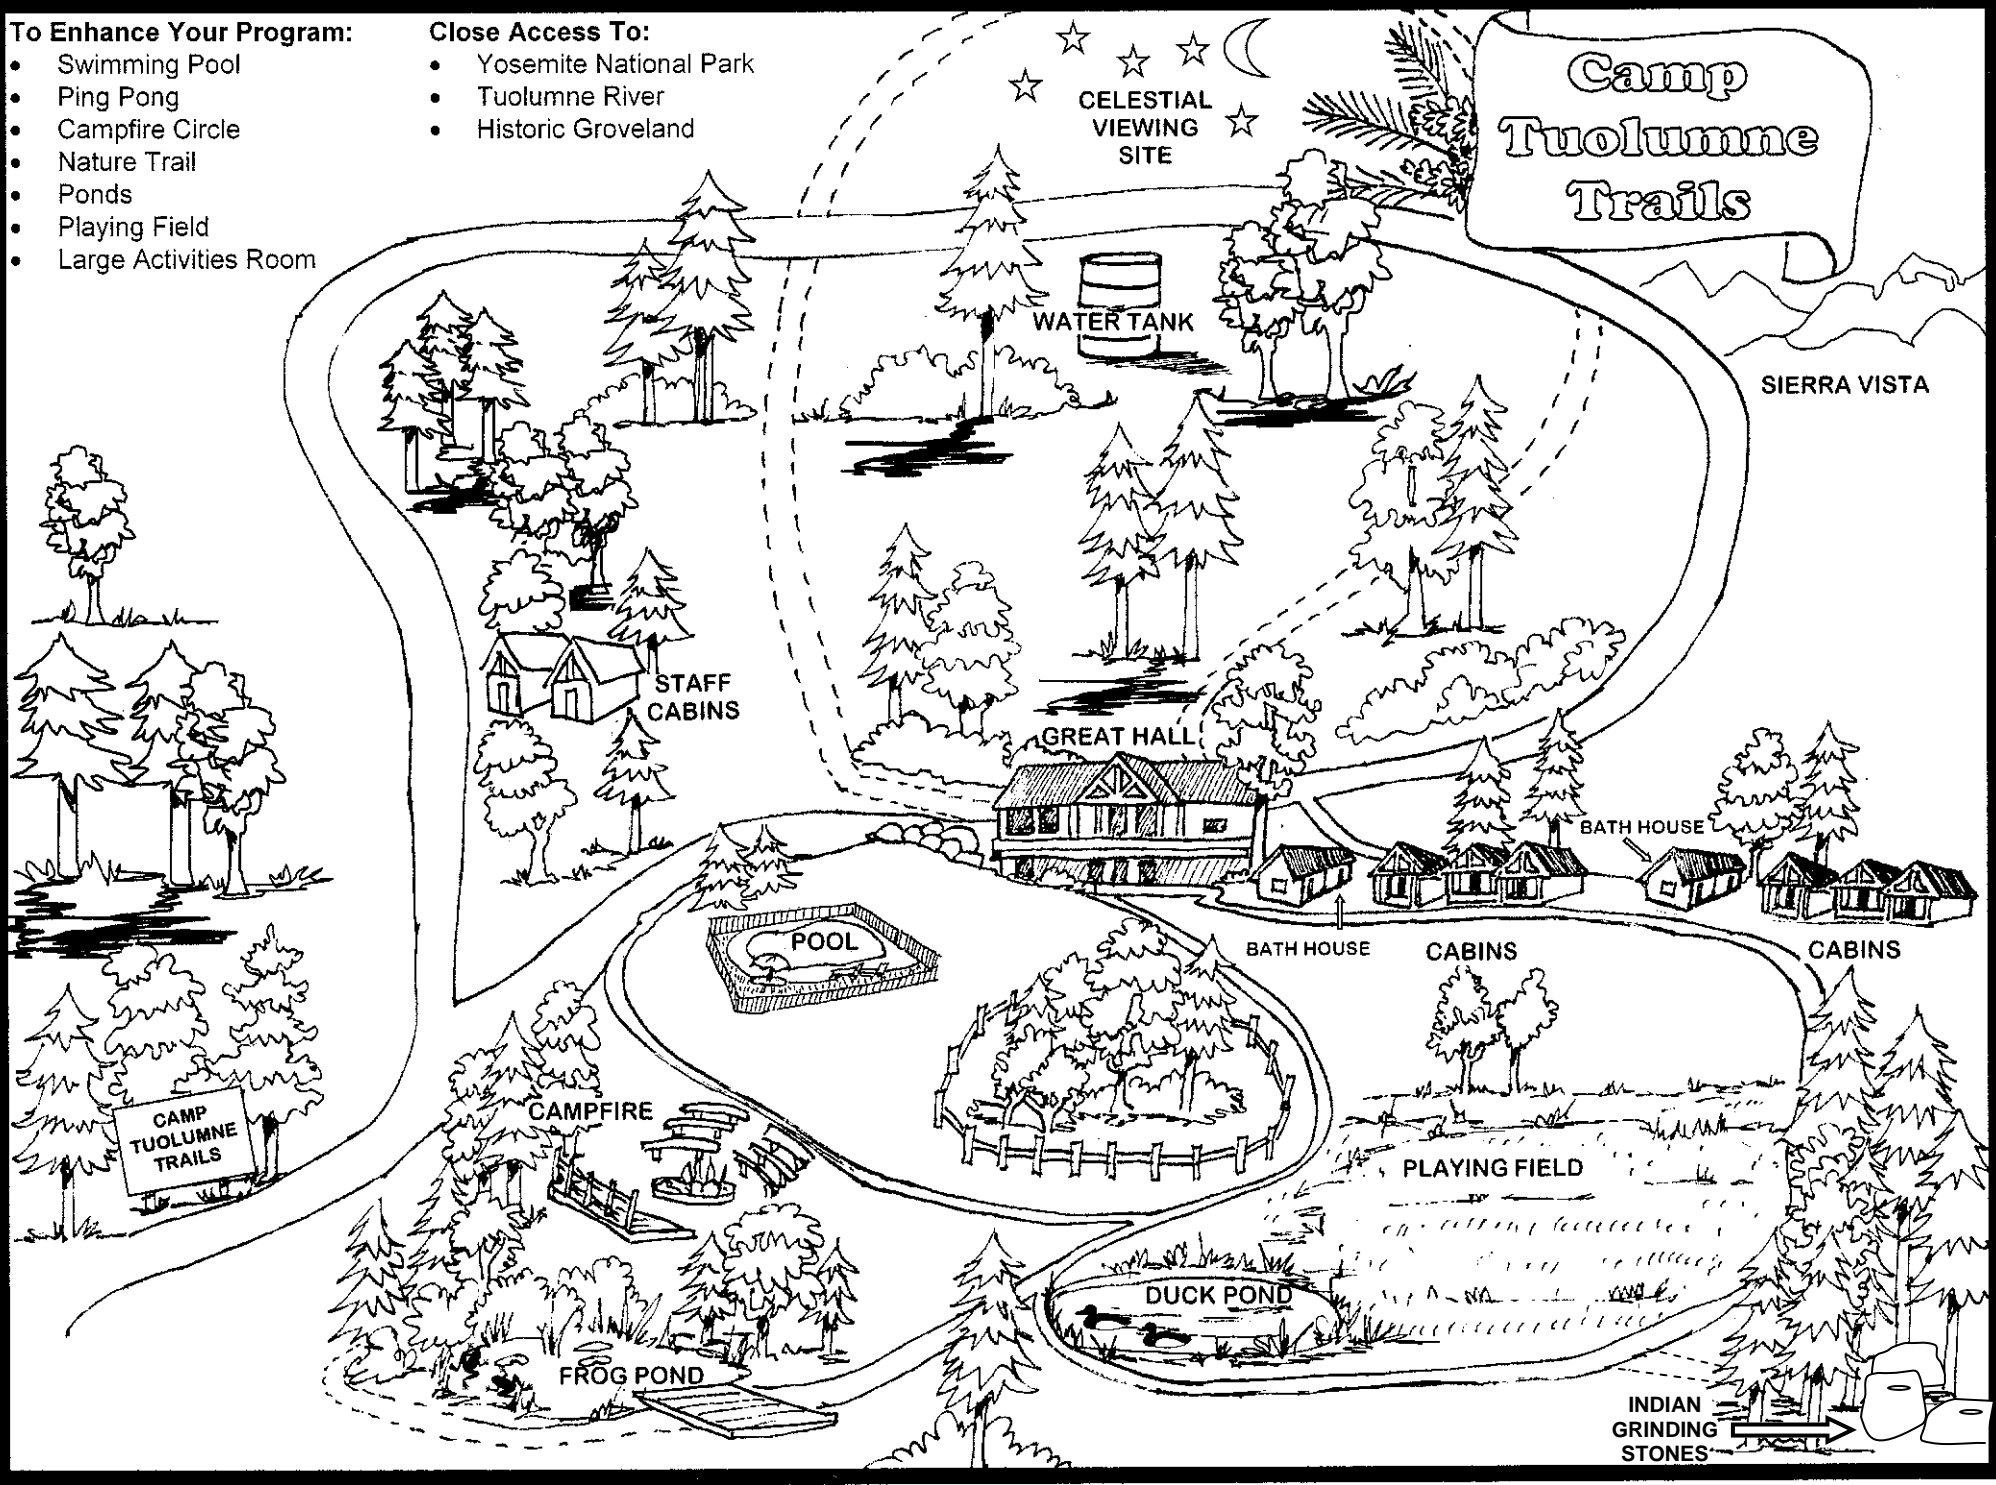 To Enhance Your Program:
• Swimming Pool
• Ping Pong
• Campfire Circle
• Nature Trail
• Ponds
• Playing Field
• Large Activities Room
Close Access To:
• Yosemite National Park
• Tuolumne River
• Historic Groveland
CELESTIAL
VIEWING
SITE
Camp
Tuolumne
Trails
WATER TANK
SIERRA VISTA
STAFF
CABINS
GREAT HALL
BATH HOUSE
POOL
BATH HOUSE
CABINS
CABINS
CAMP
TUOLUMNE
TRAILS
CAMPFIRE
PLAYING FIELD
DUCK POND
FROG POND
INDIAN
GRINDING
STONES